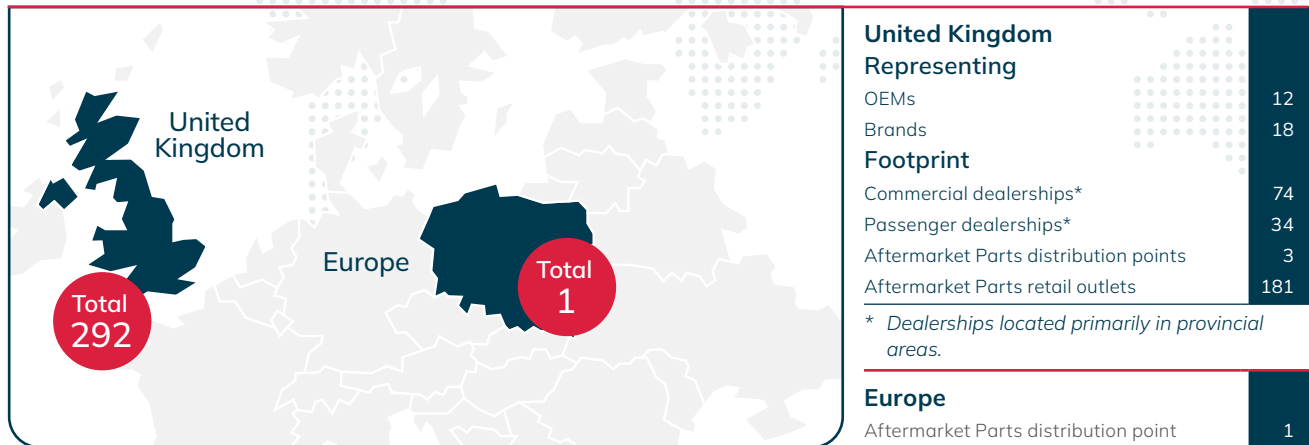 United
Kingdom
Total
292
Europe
Total
1
United Kingdom
Representing
OEMs 12
Brands 18
Footprint
Commercial dealerships* 74
Passenger dealerships* 34
Aftermarket Parts distribution points 3
Aftermarket Parts retail outlets 181
* Dealerships located primarily in provincial
areas.
Europe
Aftermarket Parts distribution point 1